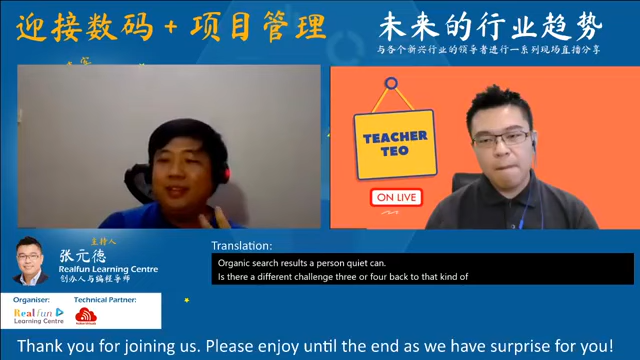 迎接数码 + 项目管理
未来的行业趋势
与各个新兴行业的领导者进行一系列现场直播分享
TEACHER
TEO
ON LIVE
主持人
张元德
Realfun Learning Centre
创办人与编程导师
Translation:
Organic search results a person quiet can.
Is there a different challenge three or four back to that kind of
Organiser:
Technical Partner:
Realfun
Learning Centre
Thank you for joining us. Please enjoy until the end as we have surprise for you!